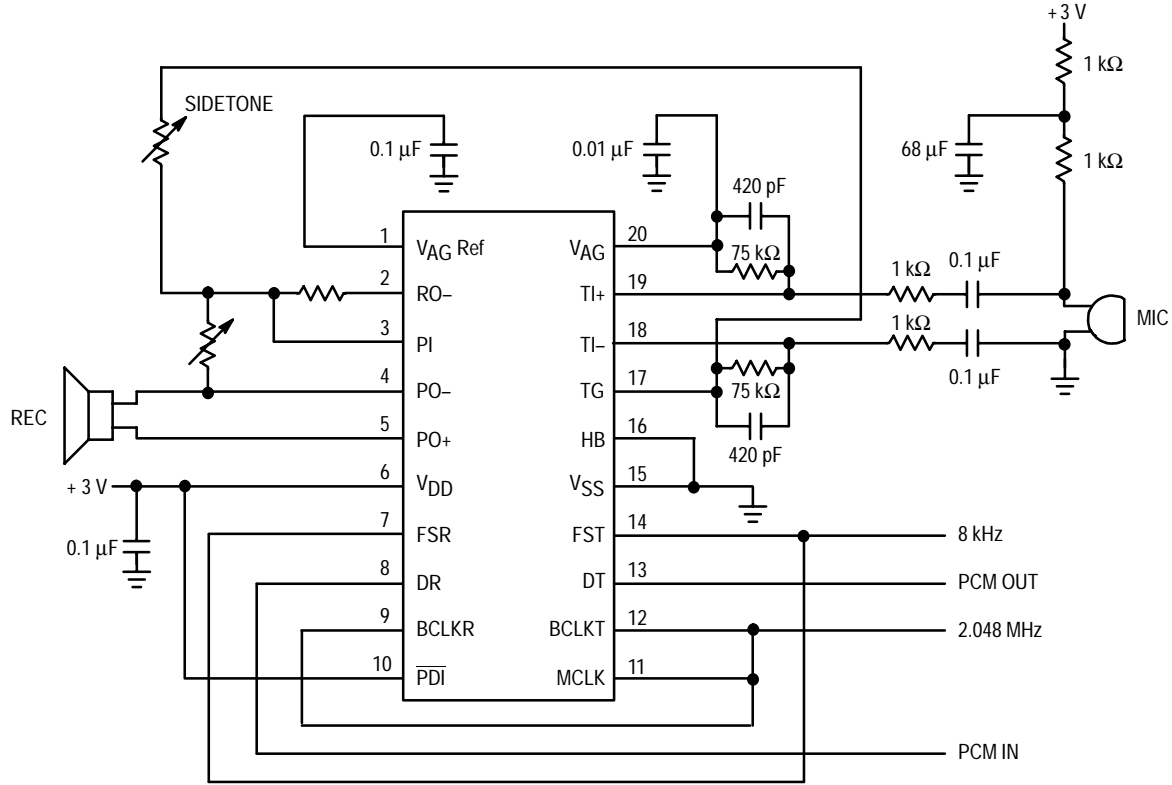 + 3 V
1 kΩ
SIDETONE
0.1 µF
0.01 µF
68 µF
1 kΩ
420 pF
1
VAG Ref
VAG
20
75 kΩ
2
RO–
TI+
19
1 kΩ
0.1 µF
3
PI
TI–
18
1 kΩ
MIC
4
PO–
TG
17
75 kΩ
0.1 µF
REC
5
PO+
HB
16
420 pF
+ 3 V
6
VDD
VSS
15
7
FSR
FST
14
8 kHz
0.1 µF
8
DR
DT
13
PCM OUT
9
BCLKR
BCLKT
12
2.048 MHz
10
PDI
MCLK
11
PCM IN